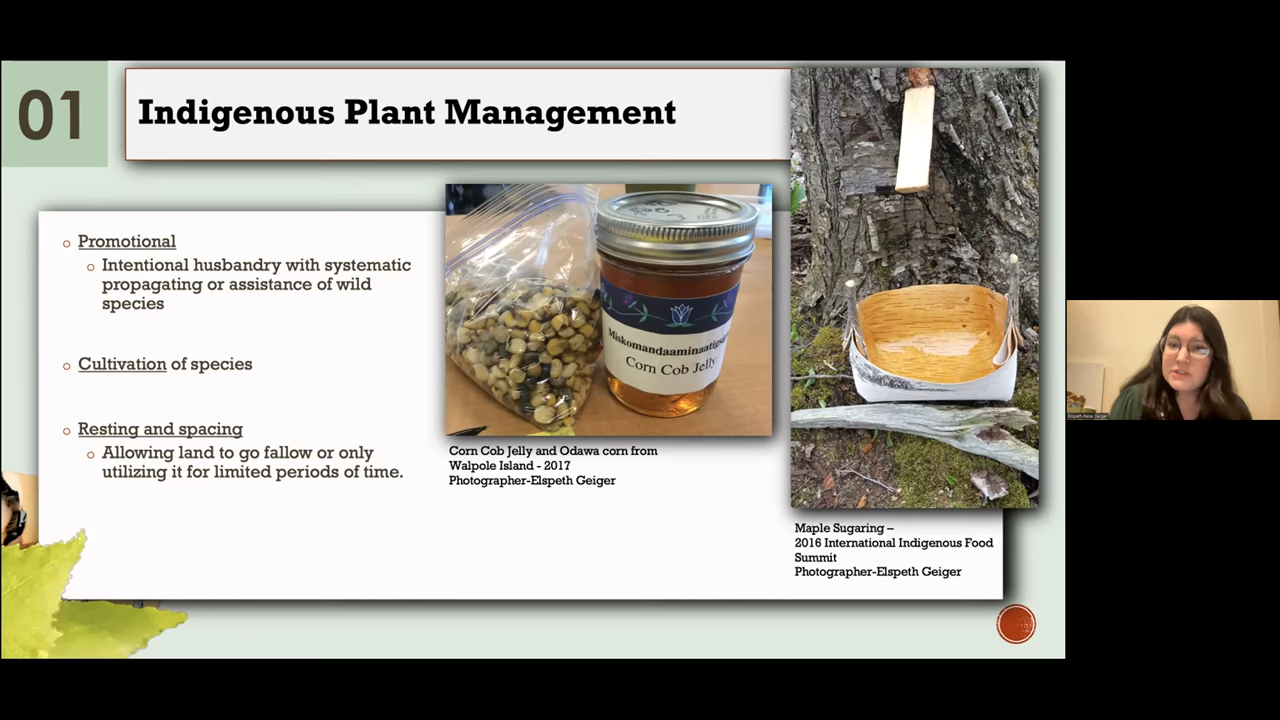 01
Indigenous Plant Management
Promotional
Intentional husbandry with systematic
propagating or assistance of wild
species
Cultivation of species
Resting and spacing
Allowing land to go fallow or only
utilizing it for limited periods of time.
Corn Cob Jelly
Corn Cob Jelly and Odawa corn from
Walpole Island - 2017
Photographer-Elspeth Geiger
Maple Sugaring –
2016 International Indigenous Food
Summit
Photographer-Elspeth Geiger
Elspeth Rene Geiger